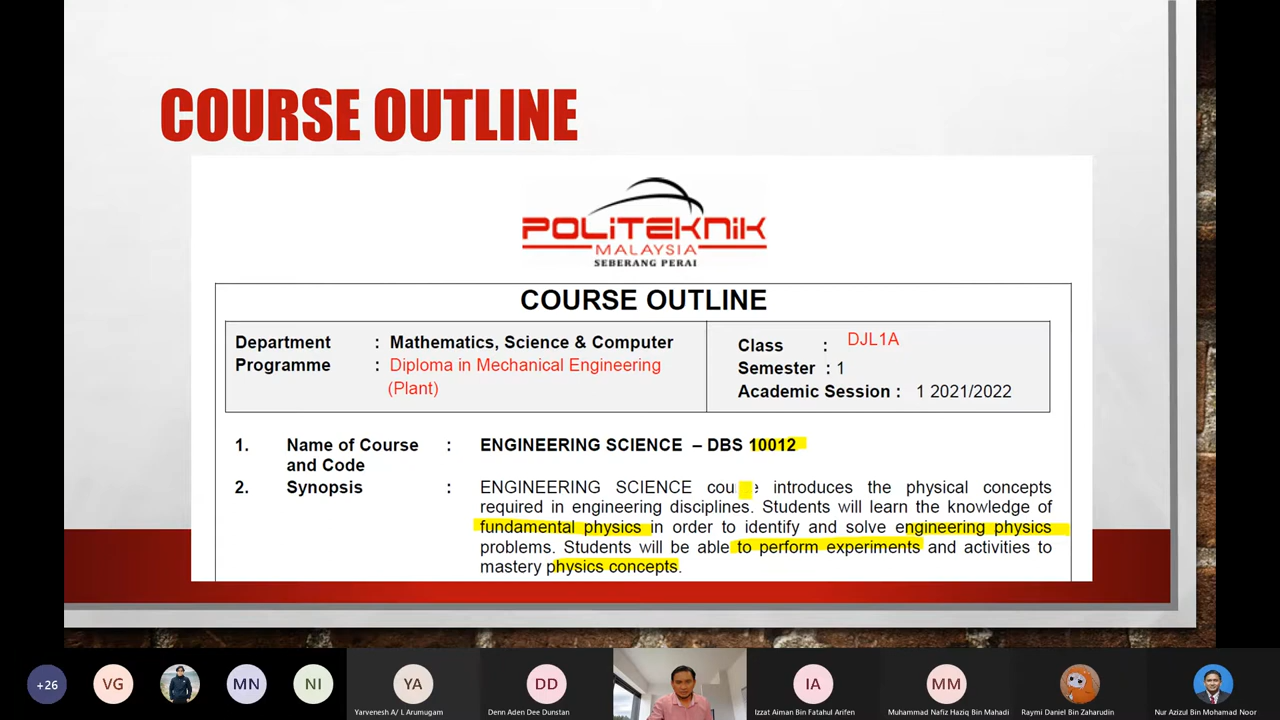 COURSE OUTLINE
POLiTEKNiK
MALAYSIA
SEBERANG PERAI
COURSE OUTLINE
Department : Mathematics, Science & Computer
Programme : Diploma in Mechanical Engineering
(Plant)
Class : DJL1A
Semester : 1
Academic Session : 1 2021/2022
1. Name of Course : ENGINEERING SCIENCE – DBS 10012
and Code
2. Synopsis : ENGINEERING SCIENCE introduces the physical concepts
required in engineering disciplines. Students will learn the knowledge of
fundamental physics in order to identify and solve engineering physics
problems. Students will be able to perform experiments and activities to
mastery physics concepts.
+26 VG MN NI YA DD IA MM
Yarvenesh A/ L Arumugam Denn Aden Dee Dunstan Izzat Aiman Bin Fatahul Arifen Muhammad Nafiz Haziq Bin Mahadi Raymi Daniel Bin Zaharudin Nur Azizul Bin Mohamad Noor